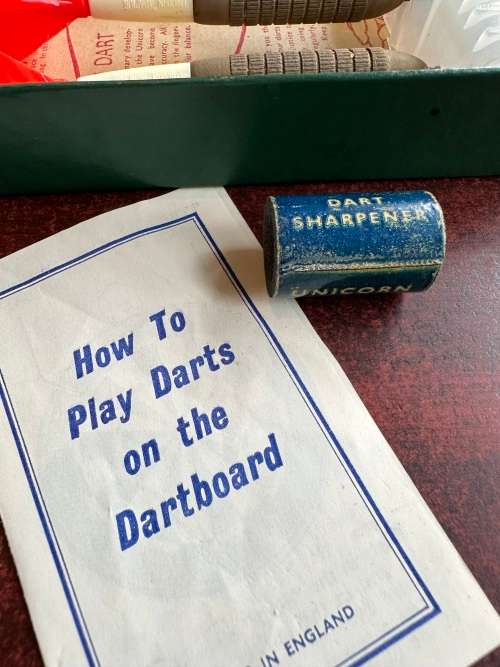 DART
DART
SHARPENER
UNICORN
How To
Play Darts
on the
Dartboard
IN ENGLAND